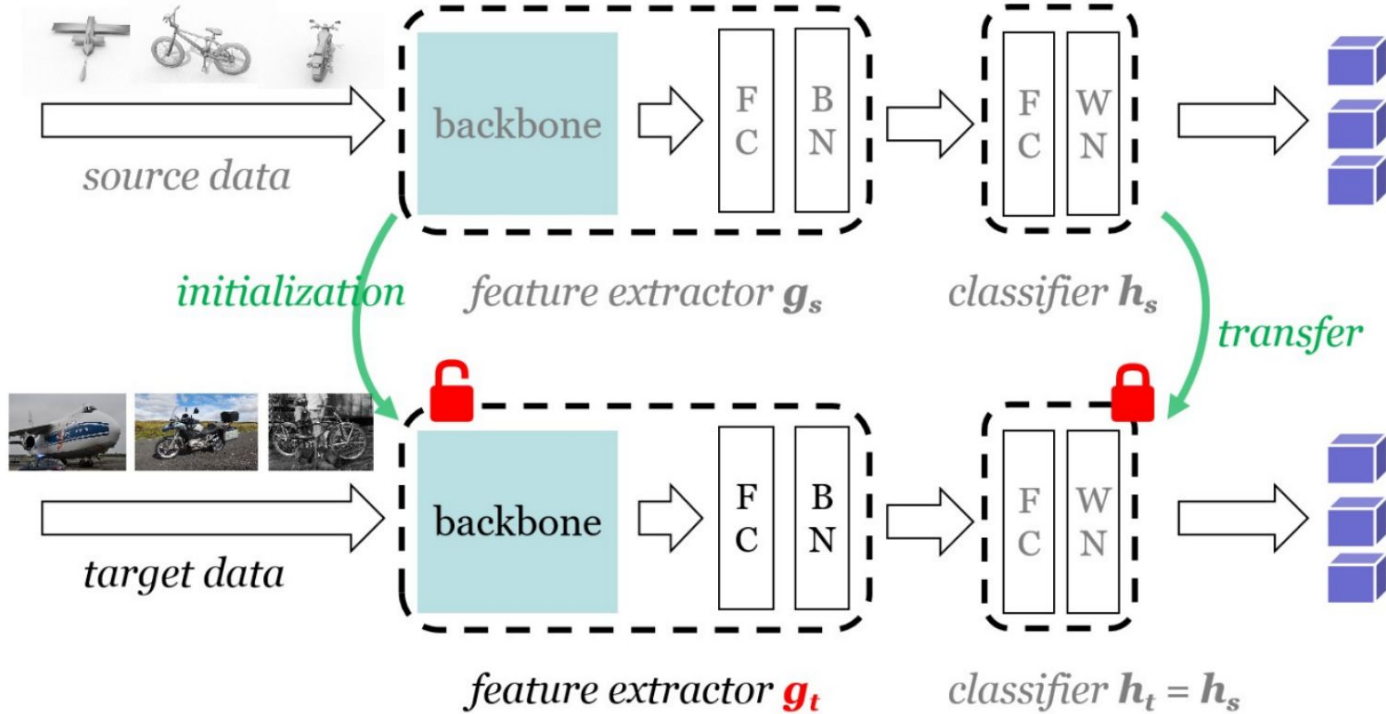 backbone
F
C
B
N
F
C
W
N
source data
initialization
feature extractor gₛ
classifier hₛ
transfer
backbone
F
C
B
N
F
C
W
N
target data
feature extractor gₜ
classifier hₜ = hₛ